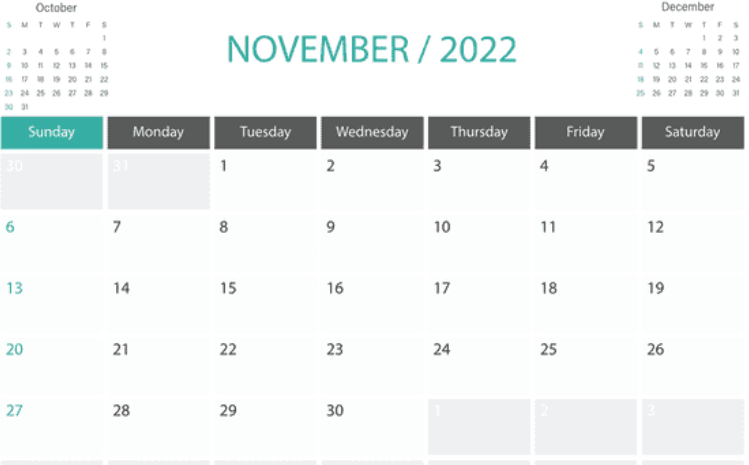 October
S M T W T F S
1
2 3 4 5 6 7 8
9 10 11 12 13 14 15
16 17 18 19 20 21 22
23 24 25 26 27 28 29
30 31
NOVEMBER / 2022
December
S M T W T F S
1 2 3
4 5 6 7 8 9 10
11 12 13 14 15 16 17
18 19 20 21 22 23 24
25 26 27 28 29 30 31
Sunday Monday Tuesday Wednesday Thursday Friday Saturday
30 31 1 2 3 4 5
6 7 8 9 10 11 12
13 14 15 16 17 18 19
20 21 22 23 24 25 26
27 28 29 30 1 2 3